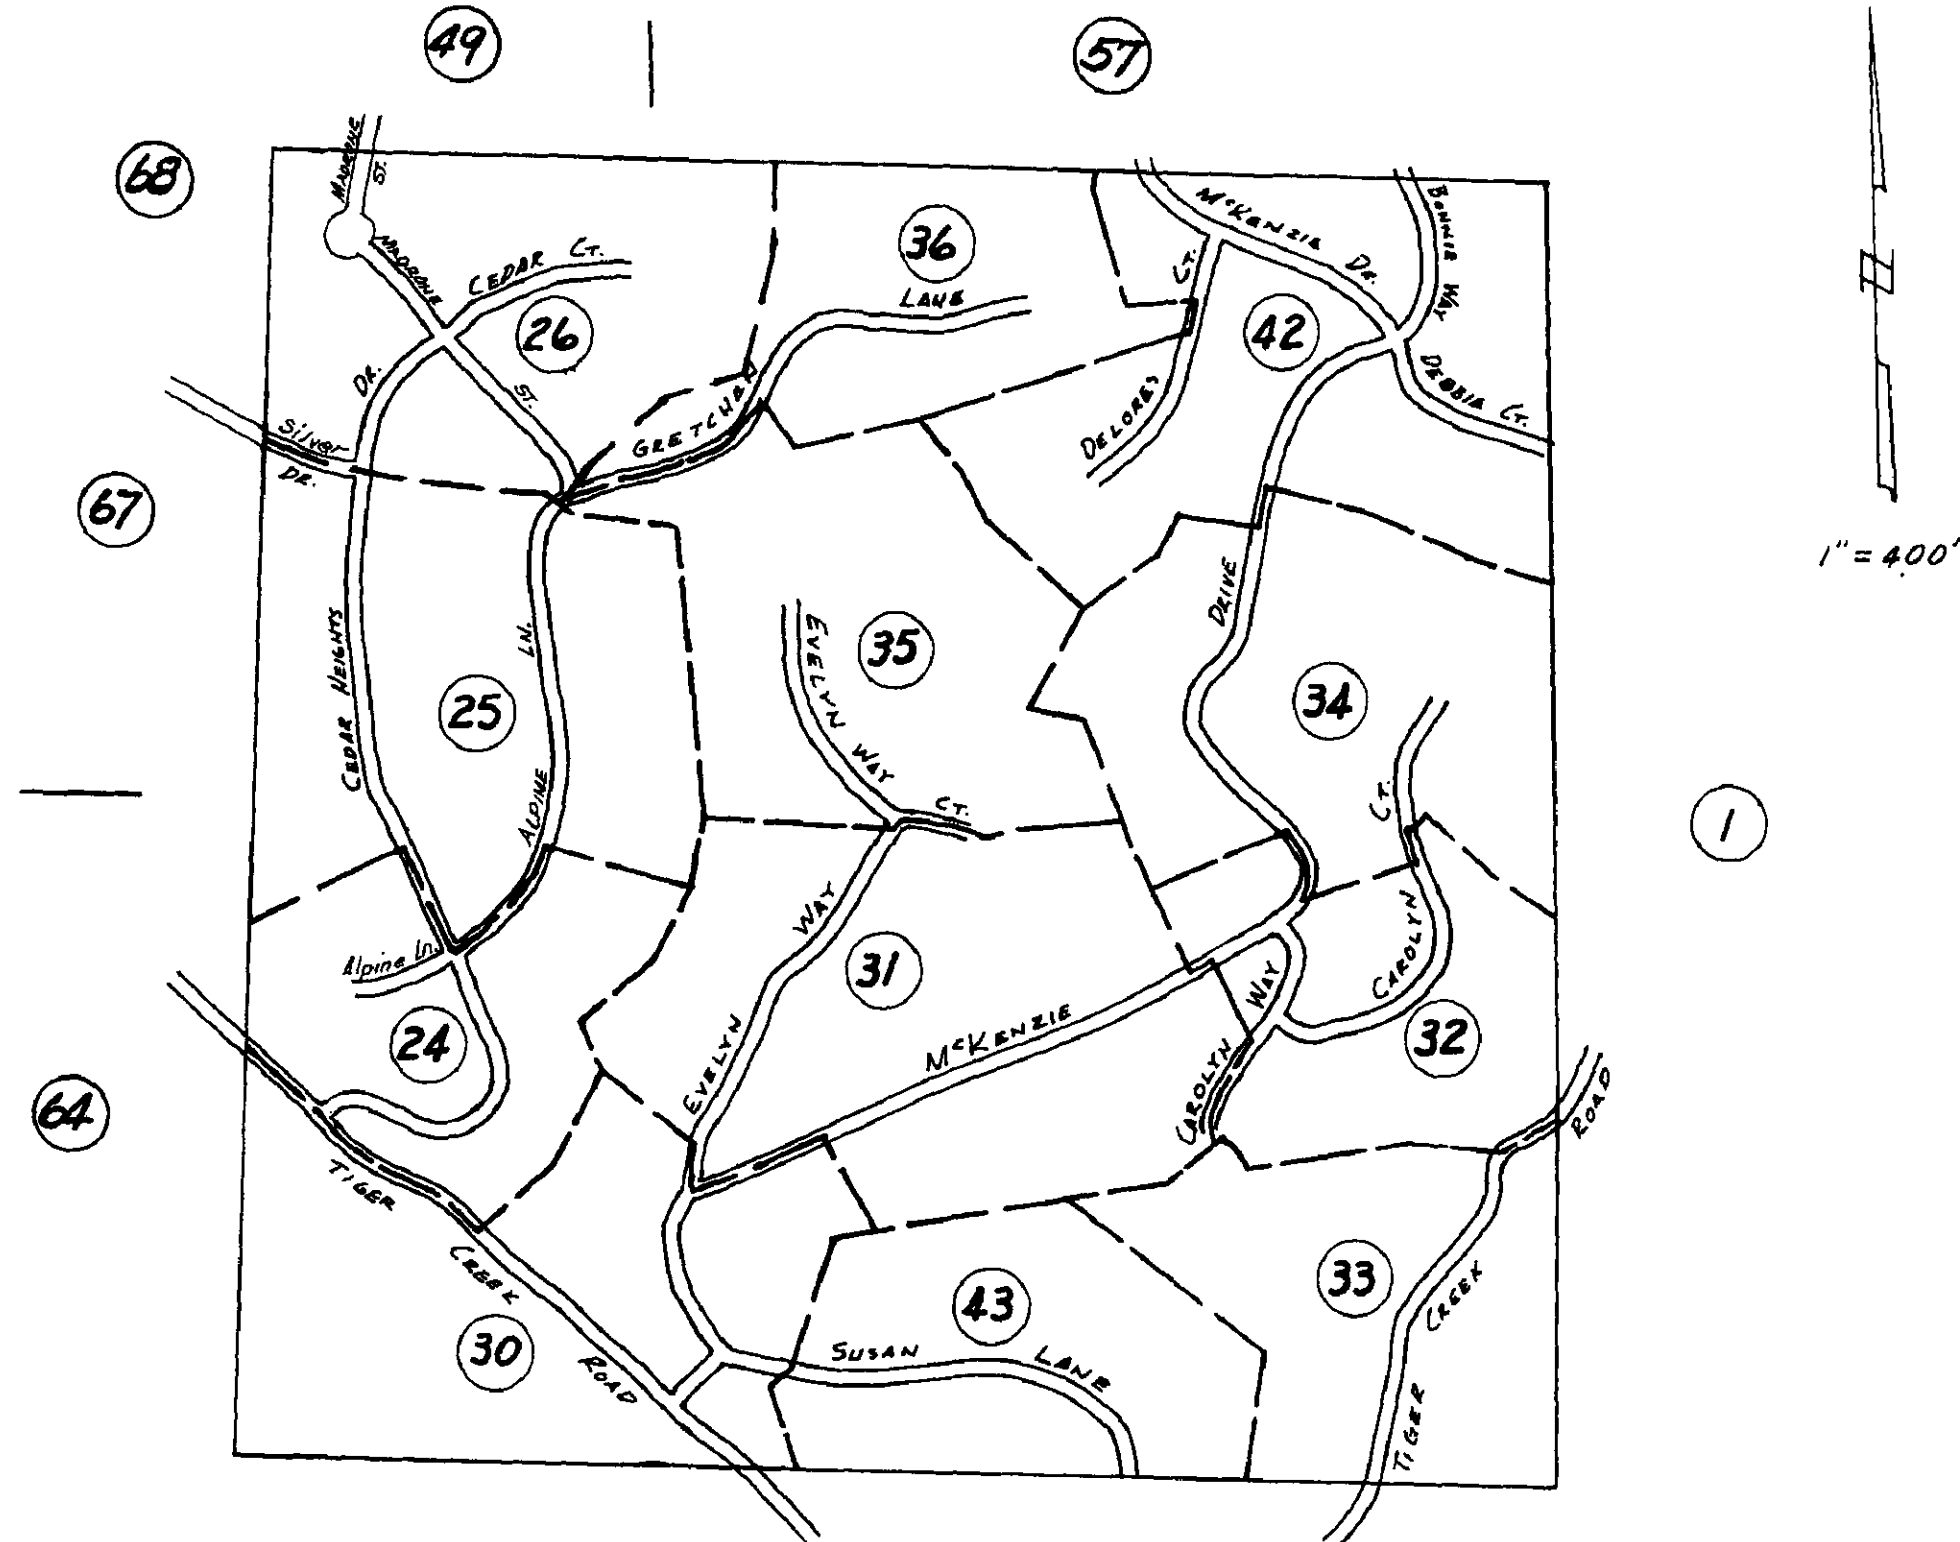 49
57
68
MADRONE
ST.
MADRONE
ST.
CEDAR CT.
26
36
LANE
GRETCHEN
McKENZIE DR.
BONNIE WAY
CT.
DELORES
42
DEBBIE CT.
Silver
DR.
DR.
CEDAR HEIGHTS
67
1" = 400'
LN.
ALPINE
25
EVELYN WAY
35
CT.
DRIVE
34
CT.
CAROLYN
1
WAY
EVELYN
31
McKENZIE
WAY
CAROLYN
32
Alpine Ln.
24
64
TIGER
CREEK
ROAD
30
SUSAN LANE
43
33
ROAD
CREEK
TIGER